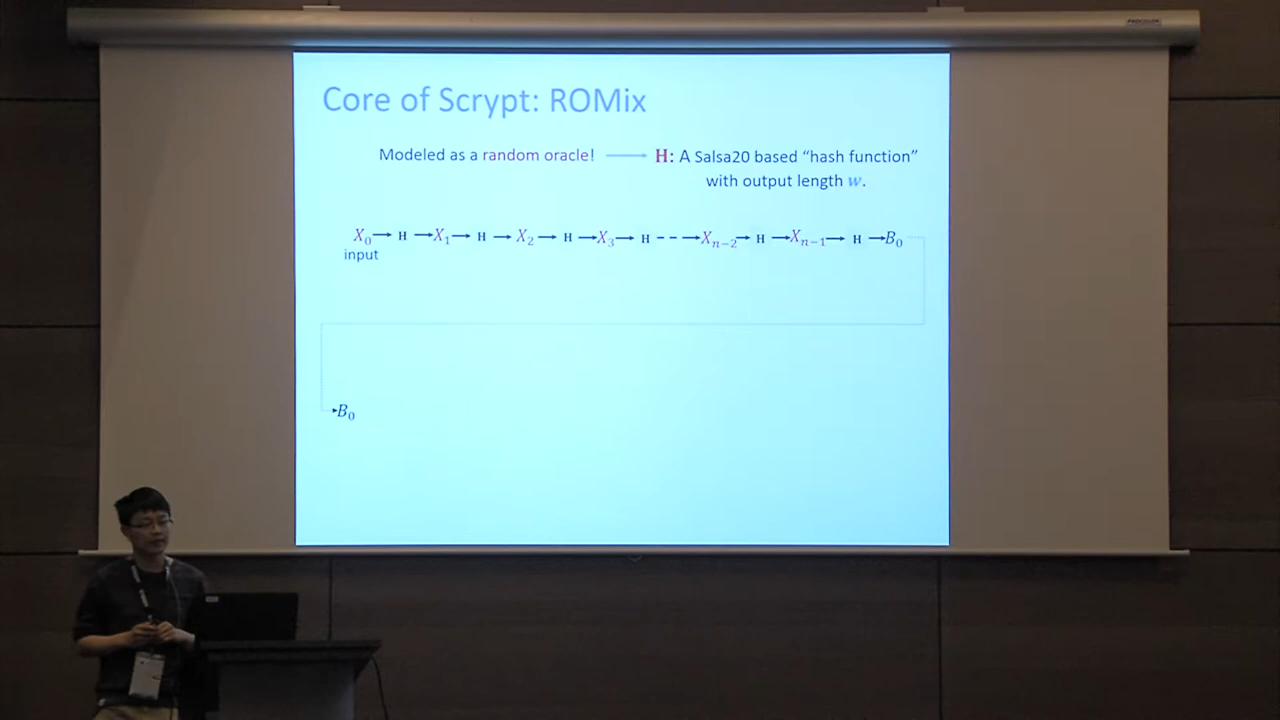 PROCOLOR
Core of Scrypt: ROMix
Modeled as a random oracle! ⟶ H: A Salsa20 based “hash function”
with output length w.
X₀ → H → X₁ → H → X₂ → H → X₃ → H --→ Xₙ₋₂ → H → Xₙ₋₁ → H → B₀
input
B₀